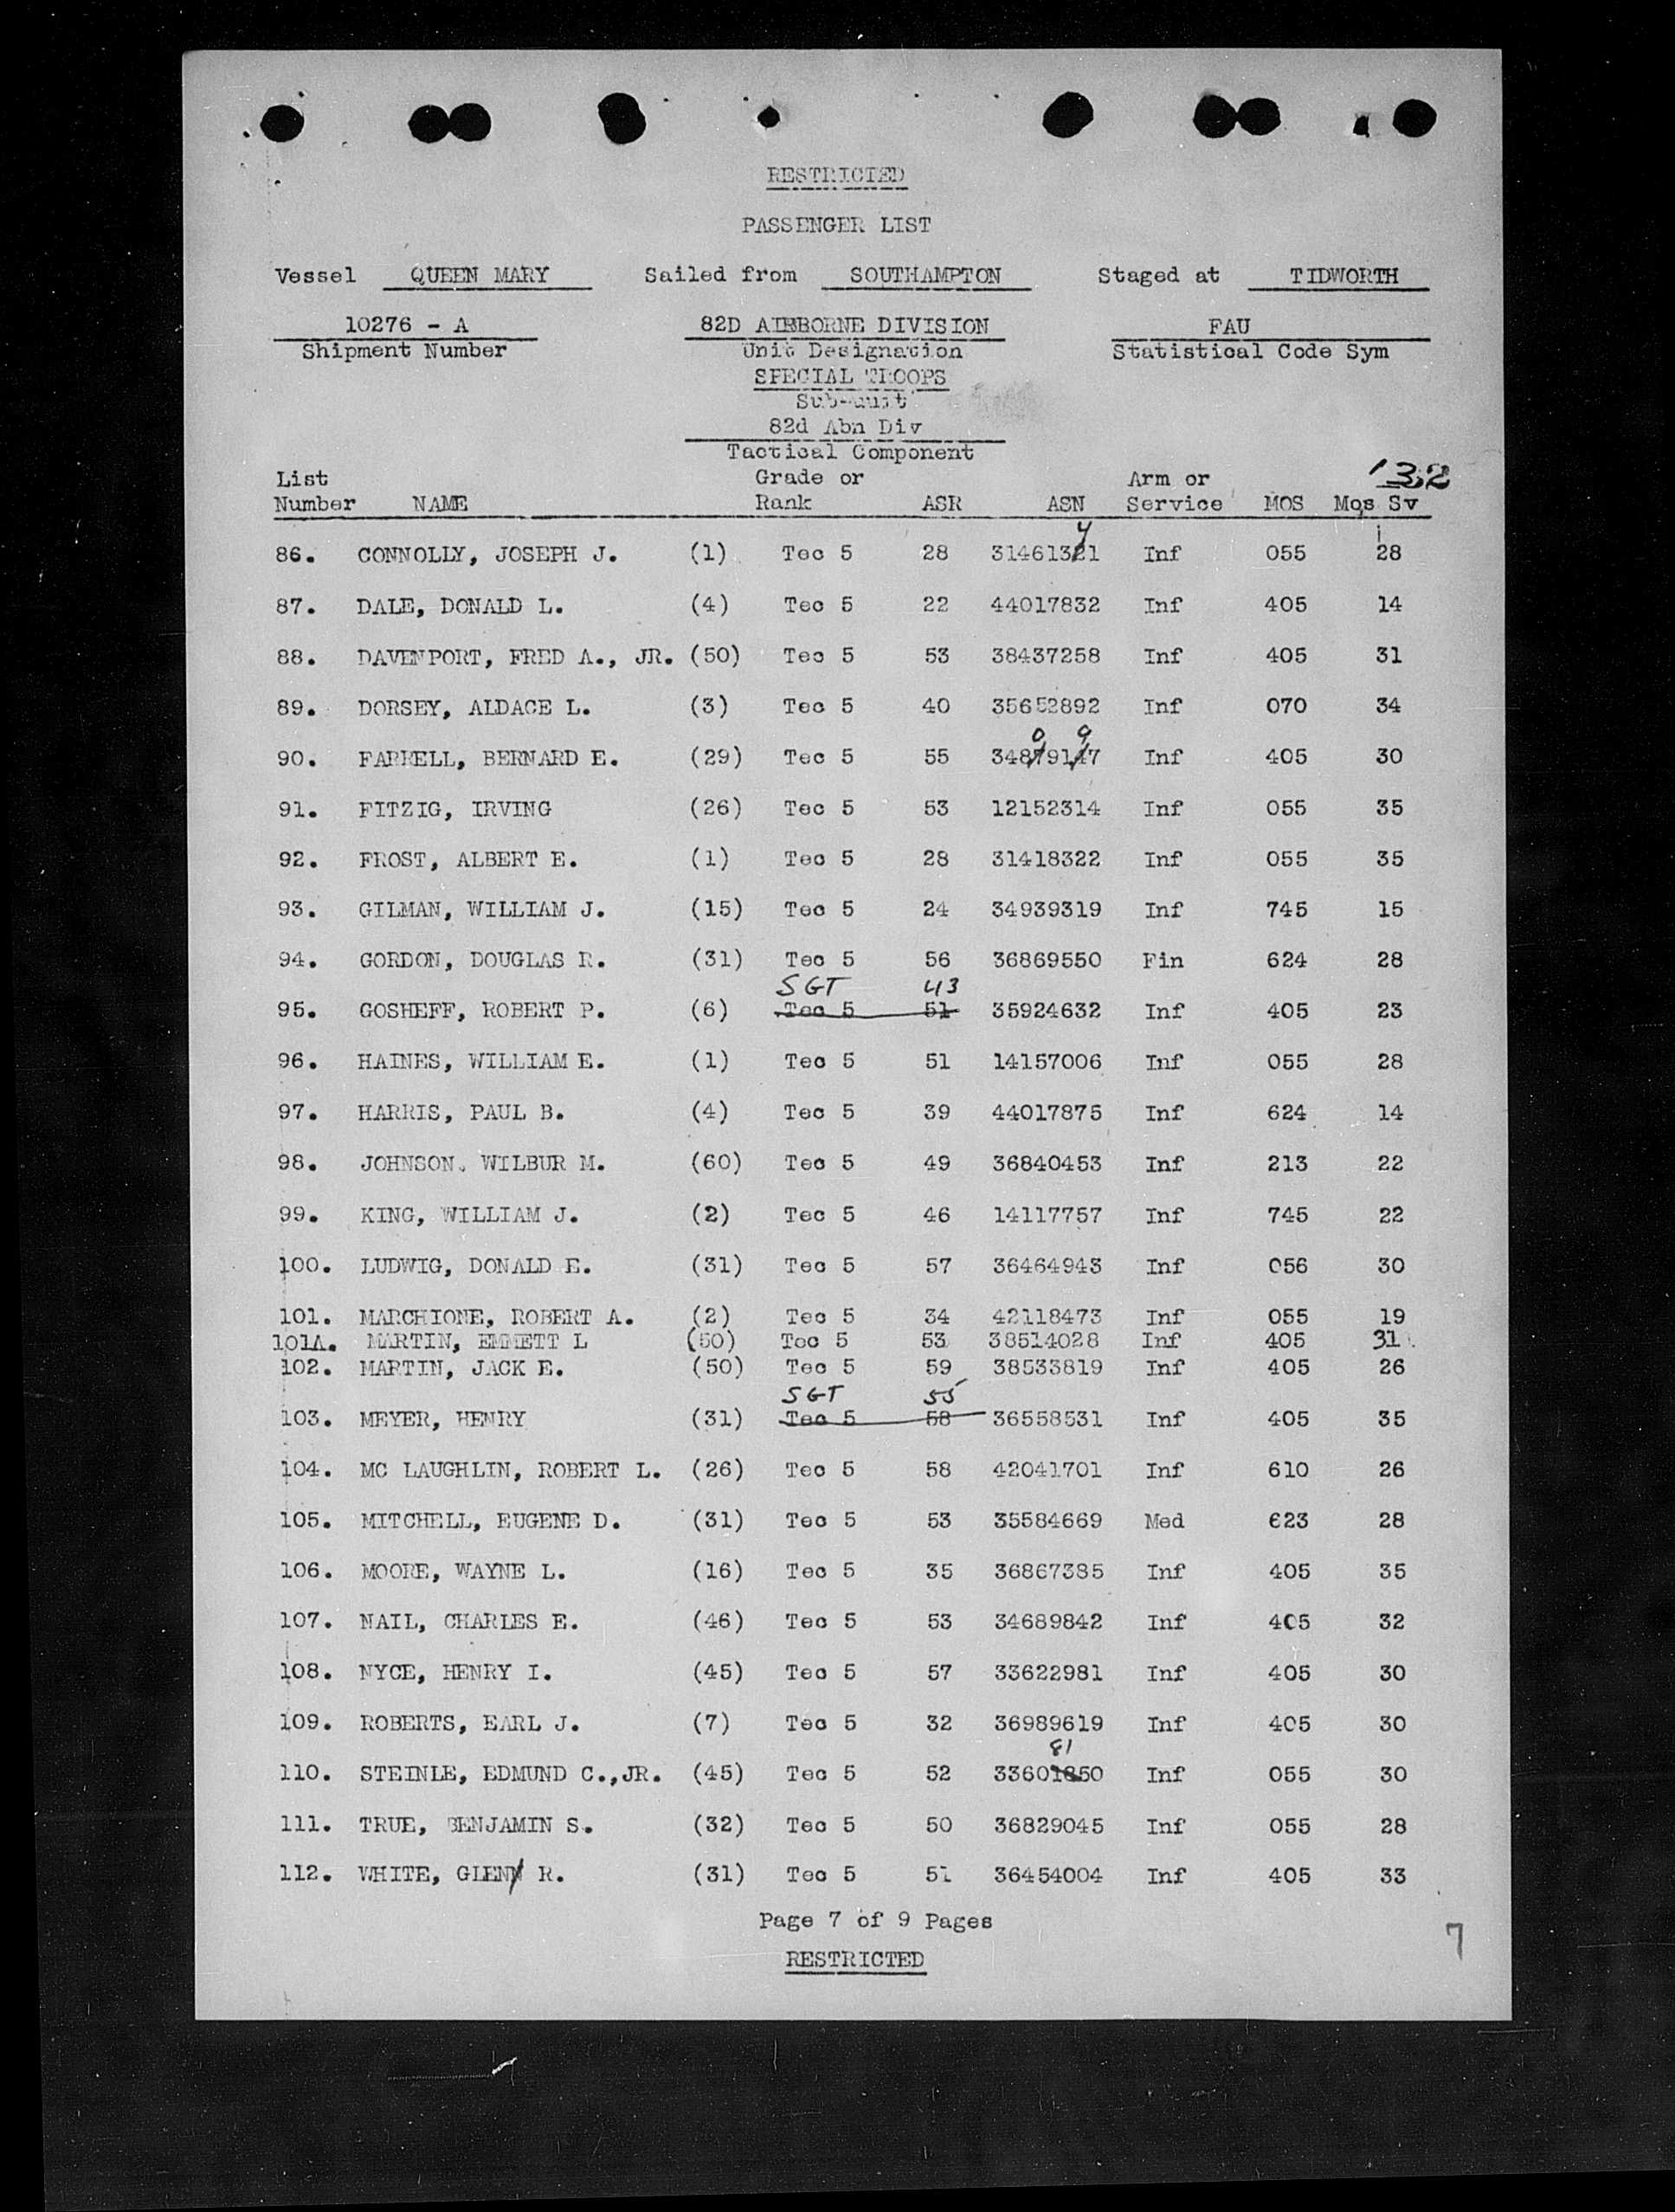 RESTRICTED
PASSENGER LIST
Vessel QUEEN MARY Sailed from SOUTHAMPTON Staged at TIDWORTH
10276 - A 82D AIRBORNE DIVISION FAU
Shipment Number Unit Designation Statistical Code Sym
SPECIAL TROOPS
Sub-unit
82d Abn Div
Tactical Component
132
List Grade or Arm or
Number NAME Rank ASR ASN Service MOS Mos Sv
4
86. CONNOLLY, JOSEPH J. (1) Tec 5 28 31461321 Inf 055 28
87. DALE, DONALD L. (4) Tec 5 22 44017832 Inf 405 14
88. DAVENPORT, FRED A., JR. (50) Tec 5 53 38437258 Inf 405 31
89. DORSEY, ALDACE L. (3) Tec 5 40 35652892 Inf 070 34
0 9
90. FARRELL, BERNARD E. (29) Tec 5 55 34879147 Inf 405 30
91. FITZIG, IRVING (26) Tec 5 53 12152314 Inf 055 35
92. FROST, ALBERT E. (1) Tec 5 28 31418322 Inf 055 35
93. GILMAN, WILLIAM J. (15) Tec 5 24 34939319 Inf 745 15
94. GORDON, DOUGLAS R. (31) Tec 5 56 36869550 Fin 624 28
SGT 43
95. GOSHEFF, ROBERT P. (6) Tec 5 51 35924632 Inf 405 23
96. HAINES, WILLIAM E. (1) Tec 5 51 14157006 Inf 055 28
97. HARRIS, PAUL B. (4) Tec 5 39 44017875 Inf 624 14
98. JOHNSON, WILBUR M. (60) Tec 5 49 36840453 Inf 213 22
99. KING, WILLIAM J. (2) Tec 5 46 14117757 Inf 745 22
100. LUDWIG, DONALD E. (31) Tec 5 57 36464943 Inf 056 30
101. MARCHIONE, ROBERT A. (2) Tec 5 34 42118473 Inf 055 19
101A. MARTIN, EMMETT L (50) Tec 5 53 38514028 Inf 405 31
102. MARTIN, JACK E. (50) Tec 5 59 38533819 Inf 405 26
SGT 55
103. MEYER, HENRY (31) Tec 5 58 36558531 Inf 405 35
104. MC LAUGHLIN, ROBERT L. (26) Tec 5 58 42041701 Inf 610 26
105. MITCHELL, EUGENE D. (31) Tec 5 53 35584669 Med 623 28
106. MOORE, WAYNE L. (16) Tec 5 35 36867385 Inf 405 35
107. NAIL, CHARLES E. (46) Tec 5 53 34689842 Inf 405 32
108. NYCE, HENRY I. (45) Tec 5 57 33622981 Inf 405 30
109. ROBERTS, EARL J. (7) Tec 5 32 36989619 Inf 405 30
81
110. STEINLE, EDMUND C.,JR. (45) Tec 5 52 33601850 Inf 055 30
111. TRUE, BENJAMIN S. (32) Tec 5 50 36829045 Inf 055 28
112. WHITE, GLENN R. (31) Tec 5 51 36454004 Inf 405 33
Page 7 of 9 Pages
7
RESTRICTED